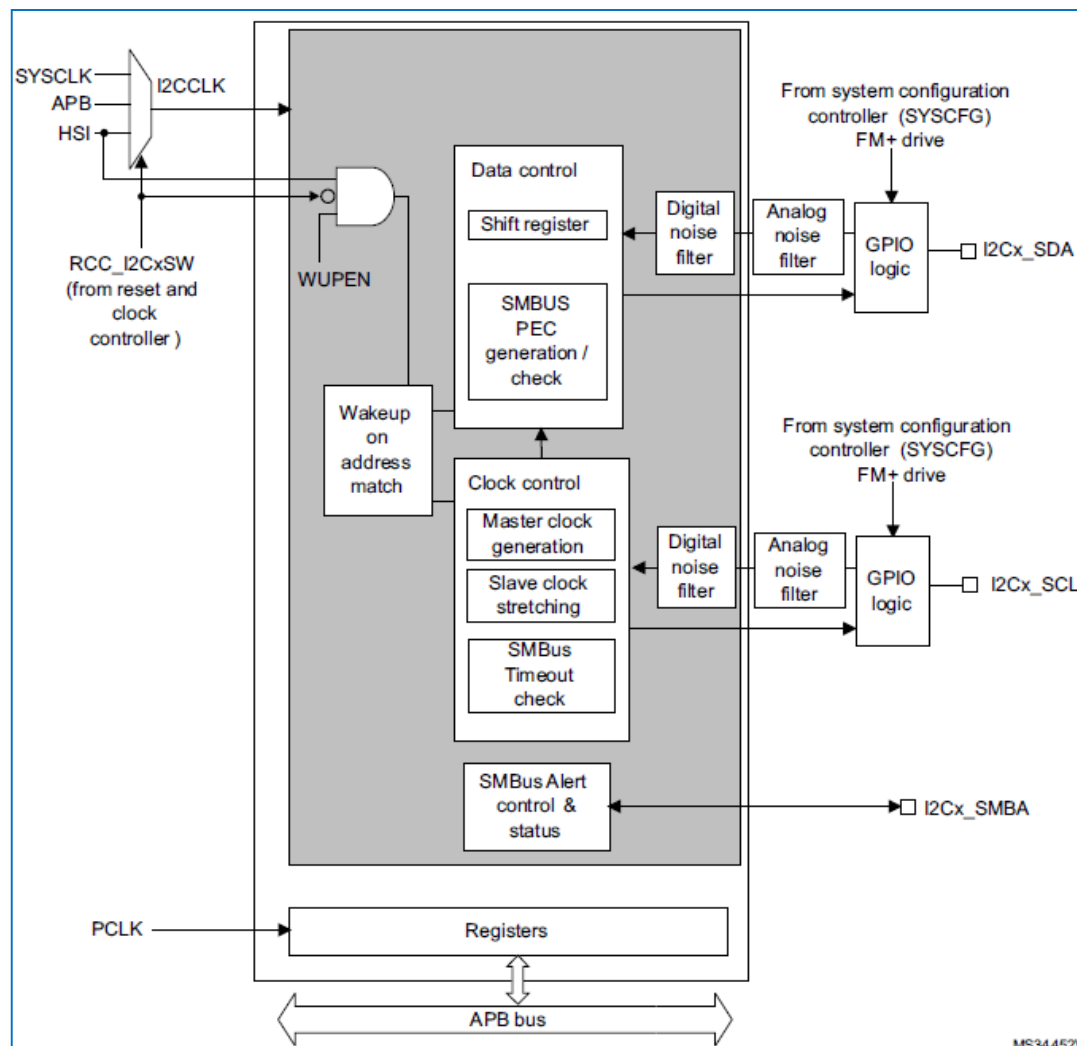 SYSCLK
APB
HSI
I2CCLK
RCC_I2CxSW
(from reset and
clock
controller )
WUPEN
Wakeup
on
address
match
Data control
Shift register
SMBUS
PEC
generation /
check
Clock control
Master clock
generation
Slave clock
stretching
SMBus
Timeout
check
SMBus Alert
control &
status
Digital
noise
filter
Analog
noise
filter
From system configuration
controller (SYSCFG)
FM+ drive
GPIO
logic
I2Cx_SDA
Digital
noise
filter
Analog
noise
filter
From system configuration
controller (SYSCFG)
FM+ drive
GPIO
logic
I2Cx_SCL
I2Cx_SMBA
PCLK
Registers
APB bus